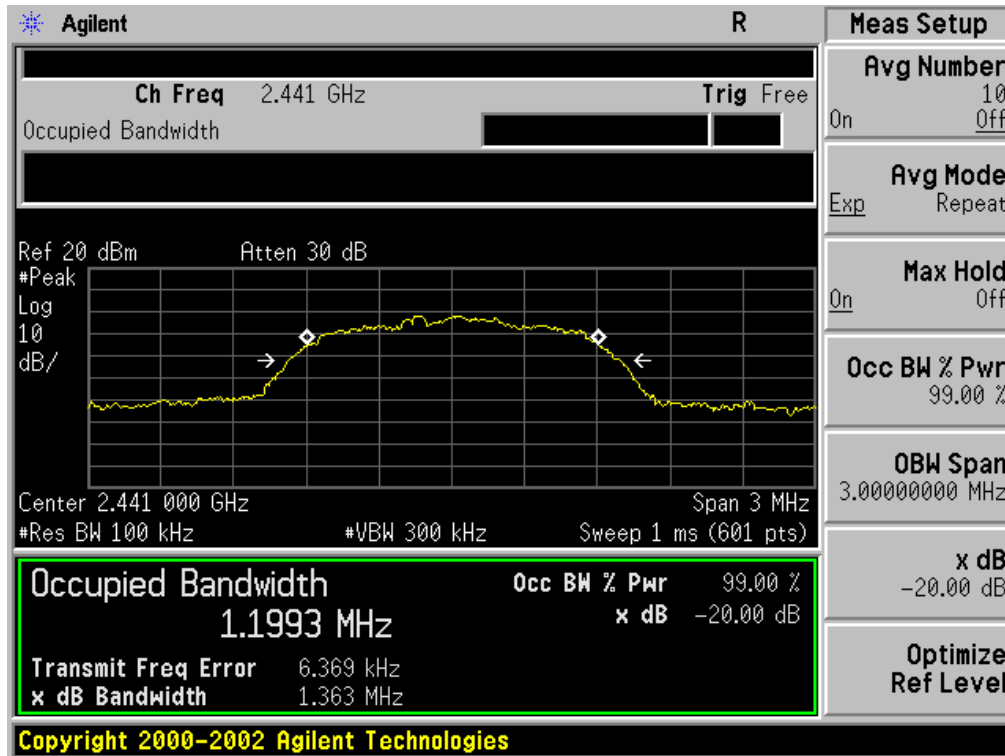 Agilent R Meas Setup
Ch Freq 2.441 GHz Trig Free
Occupied Bandwidth
Ref 20 dBm Atten 30 dB
#Peak
Log
10
dB/
Center 2.441 000 GHz Span 3 MHz
#Res BW 100 kHz #VBW 300 kHz Sweep 1 ms (601 pts)
Occupied Bandwidth Occ BW % Pwr 99.00 %
1.1993 MHz x dB -20.00 dB
Transmit Freq Error 6.369 kHz
x dB Bandwidth 1.363 MHz
Avg Number
10
On Off
Avg Mode
Exp Repeat
Max Hold
On Off
Occ BW % Pwr
99.00 %
OBW Span
3.00000000 MHz
x dB
-20.00 dB
Optimize
Ref Level
Copyright 2000-2002 Agilent Technologies